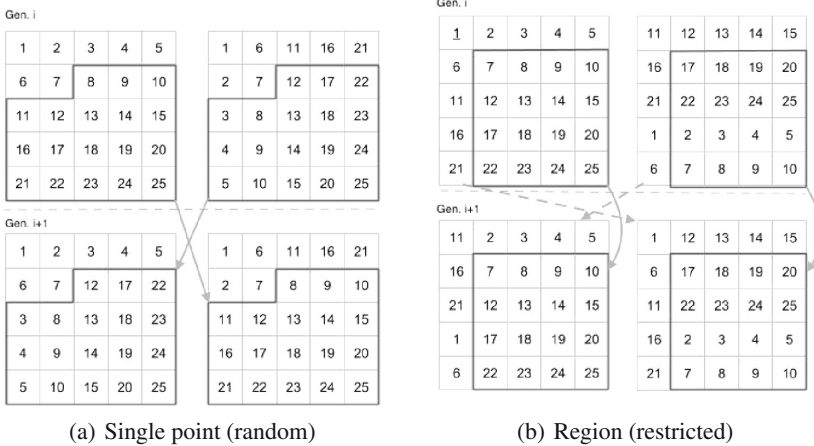 Gen. i
1 2 3 4 5
6 7 8 9 10
11 12 13 14 15
16 17 18 19 20
21 22 23 24 25
1 6 11 16 21
2 7 12 17 22
3 8 13 18 23
4 9 14 19 24
5 10 15 20 25
Gen. i+1
1 2 3 4 5
6 7 12 17 22
3 8 13 18 23
4 9 14 19 24
5 10 15 20 25
1 6 11 16 21
2 7 8 9 10
11 12 13 14 15
16 17 18 19 20
21 22 23 24 25
(a) Single point (random)
Gen. i
1 2 3 4 5
6 7 8 9 10
11 12 13 14 15
16 17 18 19 20
21 22 23 24 25
11 12 13 14 15
16 17 18 19 20
21 22 23 24 25
1 2 3 4 5
6 7 8 9 10
Gen. i+1
11 2 3 4 5
16 7 8 9 10
21 12 13 14 15
1 17 18 19 20
6 22 23 24 25
1 12 13 14 15
6 17 18 19 20
11 22 23 24 25
16 2 3 4 5
21 7 8 9 10
(b) Region (restricted)